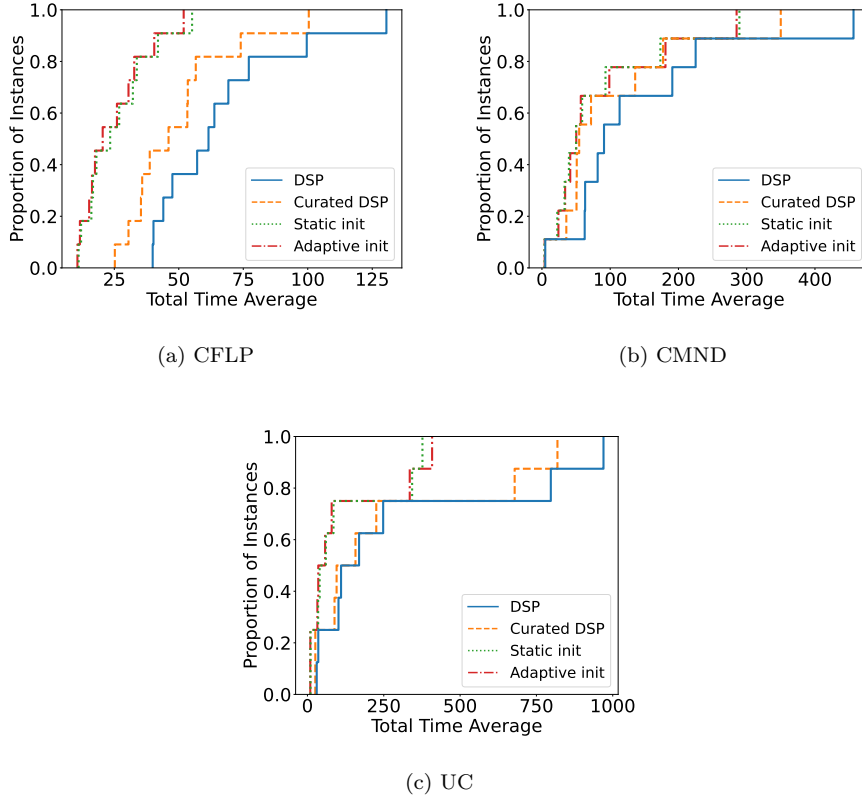 1.0
0.8
0.6
0.4
0.2
0.0
Proportion of Instances
25 50 75 100 125
Total Time Average
DSP
Curated DSP
Static init
Adaptive init
(a) CFLP
1.0
0.8
0.6
0.4
0.2
0.0
Proportion of Instances
0 100 200 300 400
Total Time Average
DSP
Curated DSP
Static init
Adaptive init
(b) CMND
1.0
0.8
0.6
0.4
0.2
0.0
Proportion of Instances
0 250 500 750 1000
Total Time Average
DSP
Curated DSP
Static init
Adaptive init
(c) UC